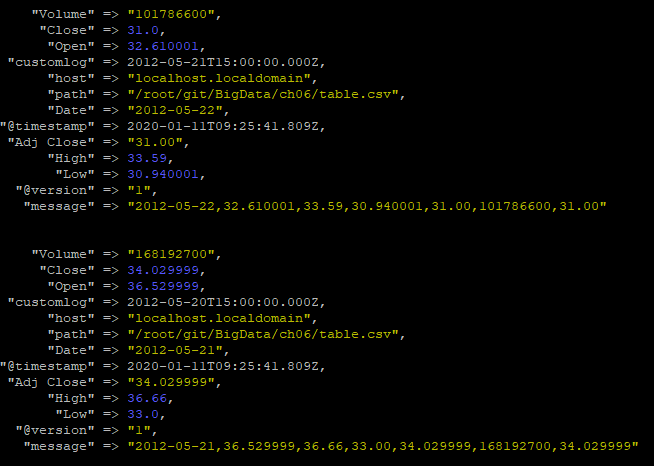 "Volume" => "101786600",
"Close" => 31.0,
"Open" => 32.610001,
"customlog" => 2012-05-21T15:00:00.000Z,
"host" => "localhost.localdomain",
"path" => "/root/git/BigData/ch06/table.csv",
"Date" => "2012-05-22",
"@timestamp" => 2020-01-11T09:25:41.809Z,
"Adj Close" => "31.00",
"High" => 33.59,
"Low" => 30.940001,
"@version" => "1",
"message" => "2012-05-22,32.610001,33.59,30.940001,31.00,101786600,31.00"
"Volume" => "168192700",
"Close" => 34.029999,
"Open" => 36.529999,
"customlog" => 2012-05-20T15:00:00.000Z,
"host" => "localhost.localdomain",
"path" => "/root/git/BigData/ch06/table.csv",
"Date" => "2012-05-21",
"@timestamp" => 2020-01-11T09:25:41.809Z,
"Adj Close" => "34.029999",
"High" => 36.66,
"Low" => 33.0,
"@version" => "1",
"message" => "2012-05-21,36.529999,36.66,33.00,34.029999,168192700,34.029999"